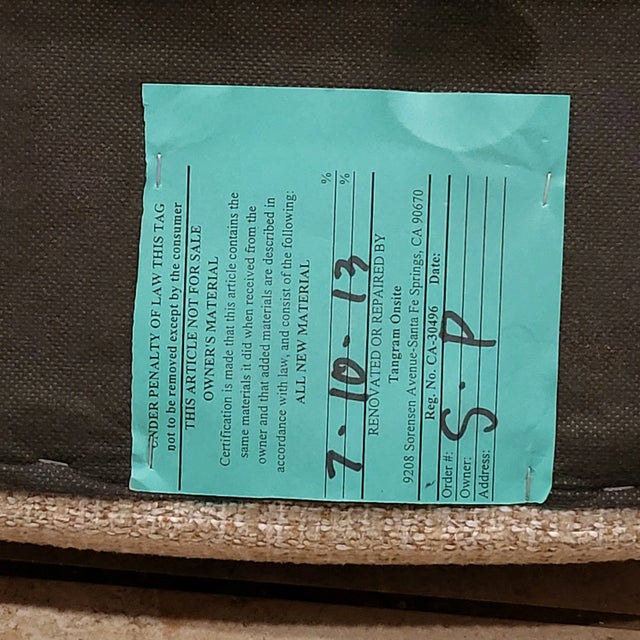 UNDER PENALTY OF LAW THIS TAG
not to be removed except by the consumer
THIS ARTICLE NOT FOR SALE
OWNER'S MATERIAL
Certification is made that this article contains the
same materials it did when received from the
owner and that added materials are described in
accordance with law, and consist of the following:
ALL NEW MATERIAL
%
%
7-10-13
RENOVATED OR REPAIRED BY
Tangram Onsite
9208 Sorensen Avenue-Santa Fe Springs, CA 90670
Reg. No. CA-30496 Date:
Order #:
Owner:
S.P
Address: